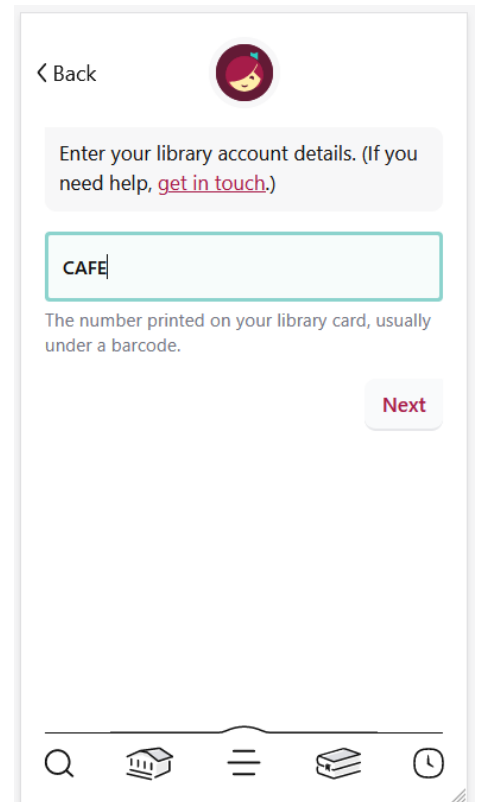 Back
Enter your library account details. (If you
need help, get in touch.)
CAFE
The number printed on your library card, usually
under a barcode.
Next